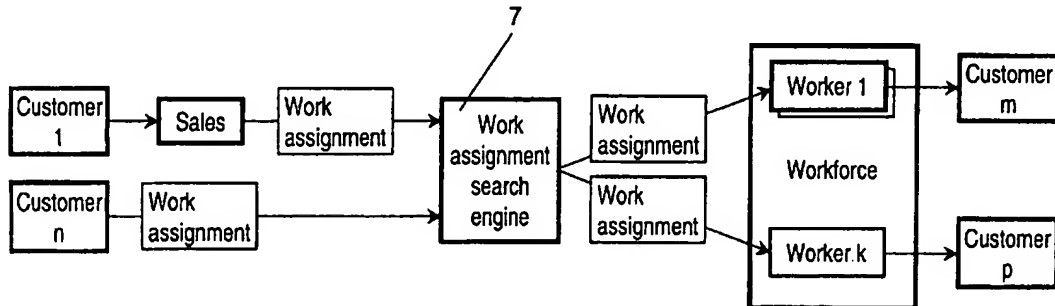 7
Customer
1
Sales
Work
assignment
Customer
n
Work
assignment
Work
assignment
search
engine
Work
assignment
Work
assignment
Worker 1
Workforce
Worker.k
Customer
m
Customer
p